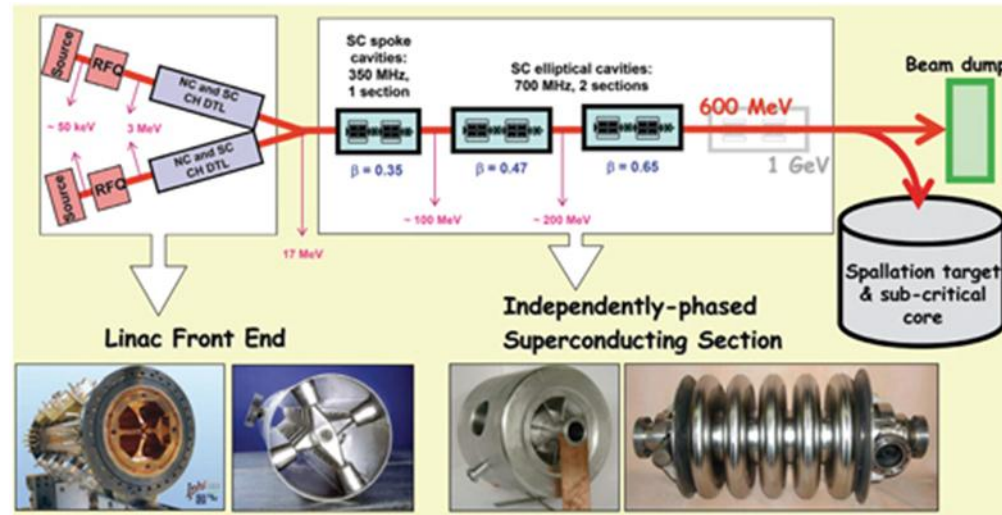 Source
RFQ
NC and SC
CH DTL
~ 50 keV
3 MeV
Source
RFQ
NC and SC
CH DTL
17 MeV
SC spoke
cavities:
350 MHz,
1 section
SC elliptical cavities:
700 MHz, 2 sections
β = 0.35
β = 0.47
β = 0.65
~ 100 MeV
~ 200 MeV
600 MeV
1 GeV
Beam dump
Spallation target
& sub-critical
core
Linac Front End
Independently-phased
Superconducting Section